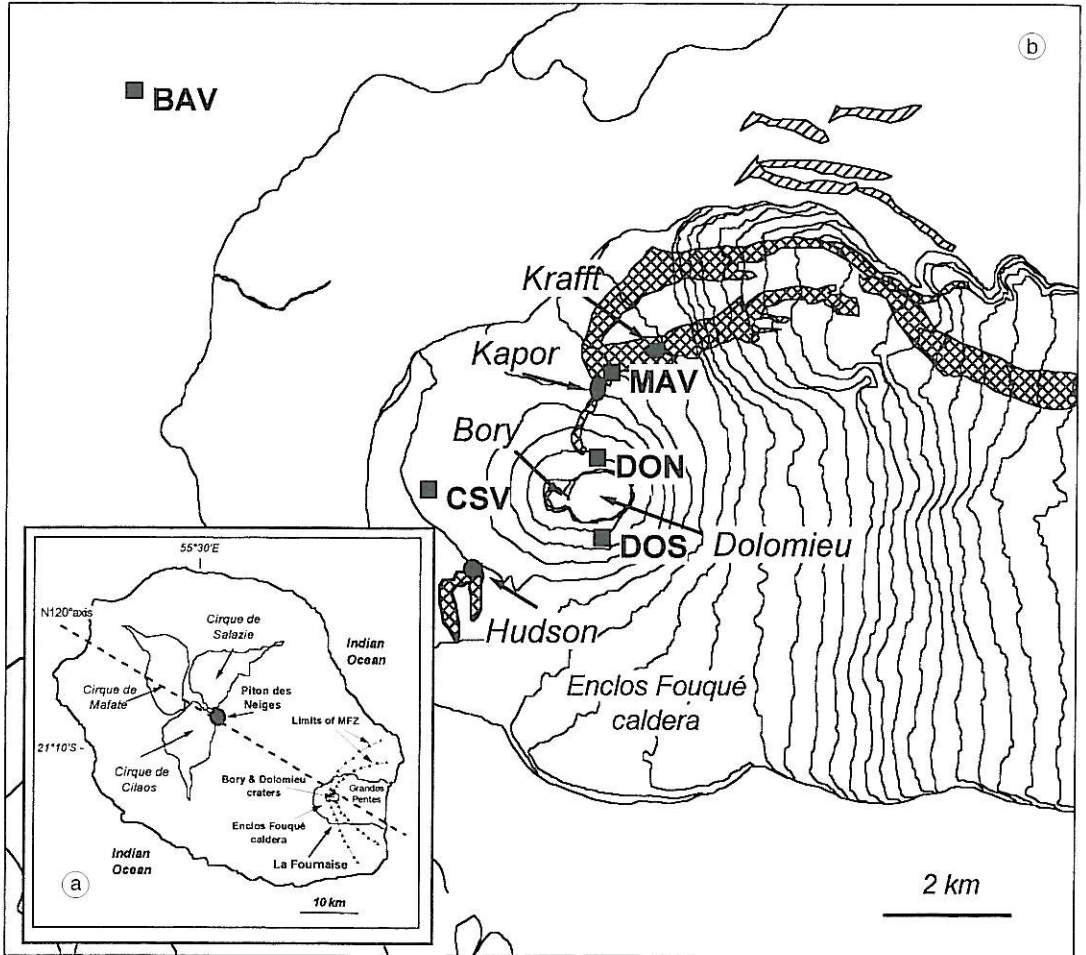 b
BAV
Krafft
Kapor
MAV
Bory
DON
CSV
DOS
Dolomieu
Hudson
Enclos Fouqué
caldera
2 km
55°30'E
N120°axis
Cirque de
Salazie
Indian
Ocean
Cirque de
Mafate
Piton des
Neiges
Limits of MFZ
21°10'S
Cirque de
Cilaos
Bory & Dolomieu
craters
Grandes
Pentes
Enclos Fouqué
caldera
La Fournaise
Indian
Ocean
a
10 km